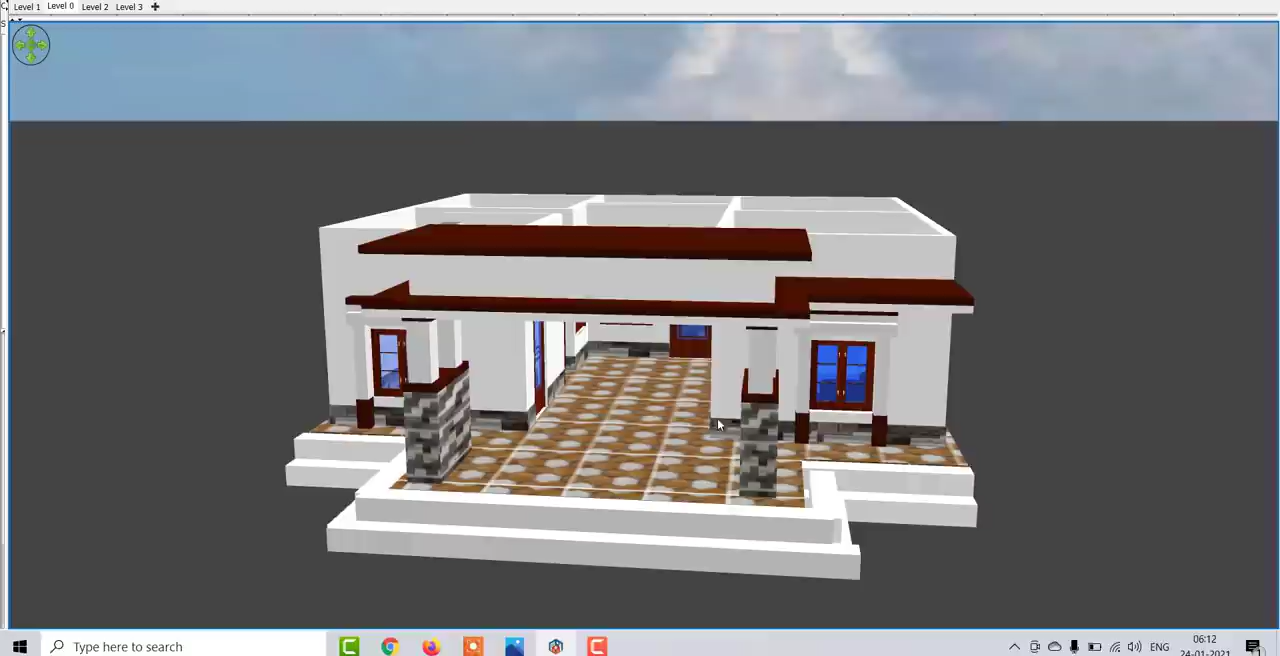 Level 1 Level 0 Level 2 Level 3
Type here to search
ENG
06:12
24-01-2021